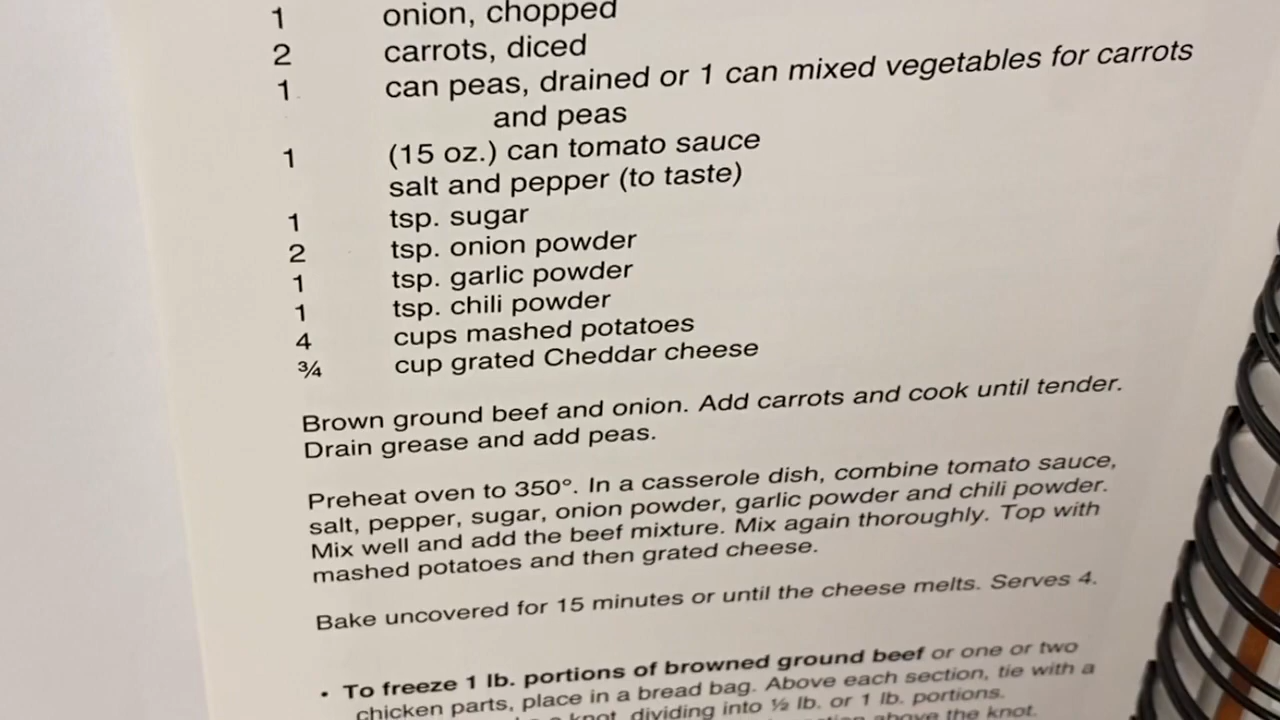 1 onion, chopped
2 carrots, diced
1 can peas, drained or 1 can mixed vegetables for carrots
and peas
1 (15 oz.) can tomato sauce
salt and pepper (to taste)
1 tsp. sugar
2 tsp. onion powder
1 tsp. garlic powder
1 tsp. chili powder
4 cups mashed potatoes
¾ cup grated Cheddar cheese
Brown ground beef and onion. Add carrots and cook until tender.
Drain grease and add peas.
Preheat oven to 350°. In a casserole dish, combine tomato sauce,
salt, pepper, sugar, onion powder, garlic powder and chili powder.
Mix well and add the beef mixture. Mix again thoroughly. Top with
mashed potatoes and then grated cheese.
Bake uncovered for 15 minutes or until the cheese melts. Serves 4.
• To freeze 1 lb. portions of browned ground beef or one or two
chicken parts, place in a bread bag. Above each section, tie with a
knot, dividing into ½ lb. or 1 lb. portions.
above the knot.